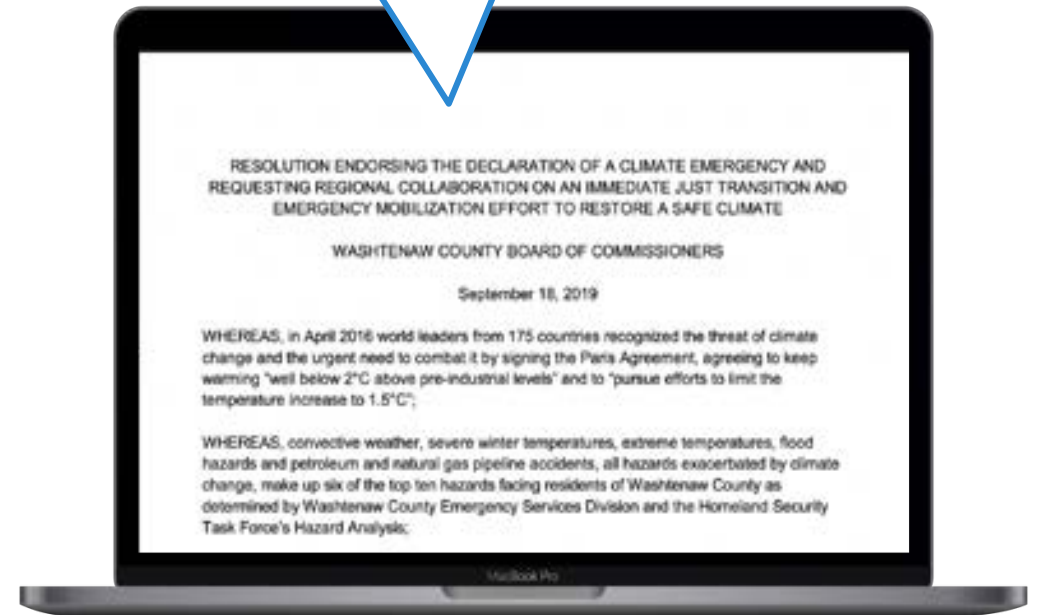 RESOLUTION ENDORSING THE DECLARATION OF A CLIMATE EMERGENCY AND
REQUESTING REGIONAL COLLABORATION ON AN IMMEDIATE JUST TRANSITION AND
EMERGENCY MOBILIZATION EFFORT TO RESTORE A SAFE CLIMATE
WASHTENAW COUNTY BOARD OF COMMISSIONERS
September 18, 2019
WHEREAS, in April 2016 world leaders from 175 countries recognized the threat of climate
change and the urgent need to combat it by signing the Paris Agreement, agreeing to keep
warming "well below 2°C above pre-industrial levels" and to "pursue efforts to limit the
temperature increase to 1.5°C";
WHEREAS, convective weather, severe winter temperatures, extreme temperatures, flood
hazards and petroleum and natural gas pipeline accidents, all hazards exacerbated by climate
change, make up six of the top ten hazards facing residents of Washtenaw County as
determined by Washtenaw County Emergency Services Division and the Homeland Security
Task Force's Hazard Analysis;
MacBook Pro